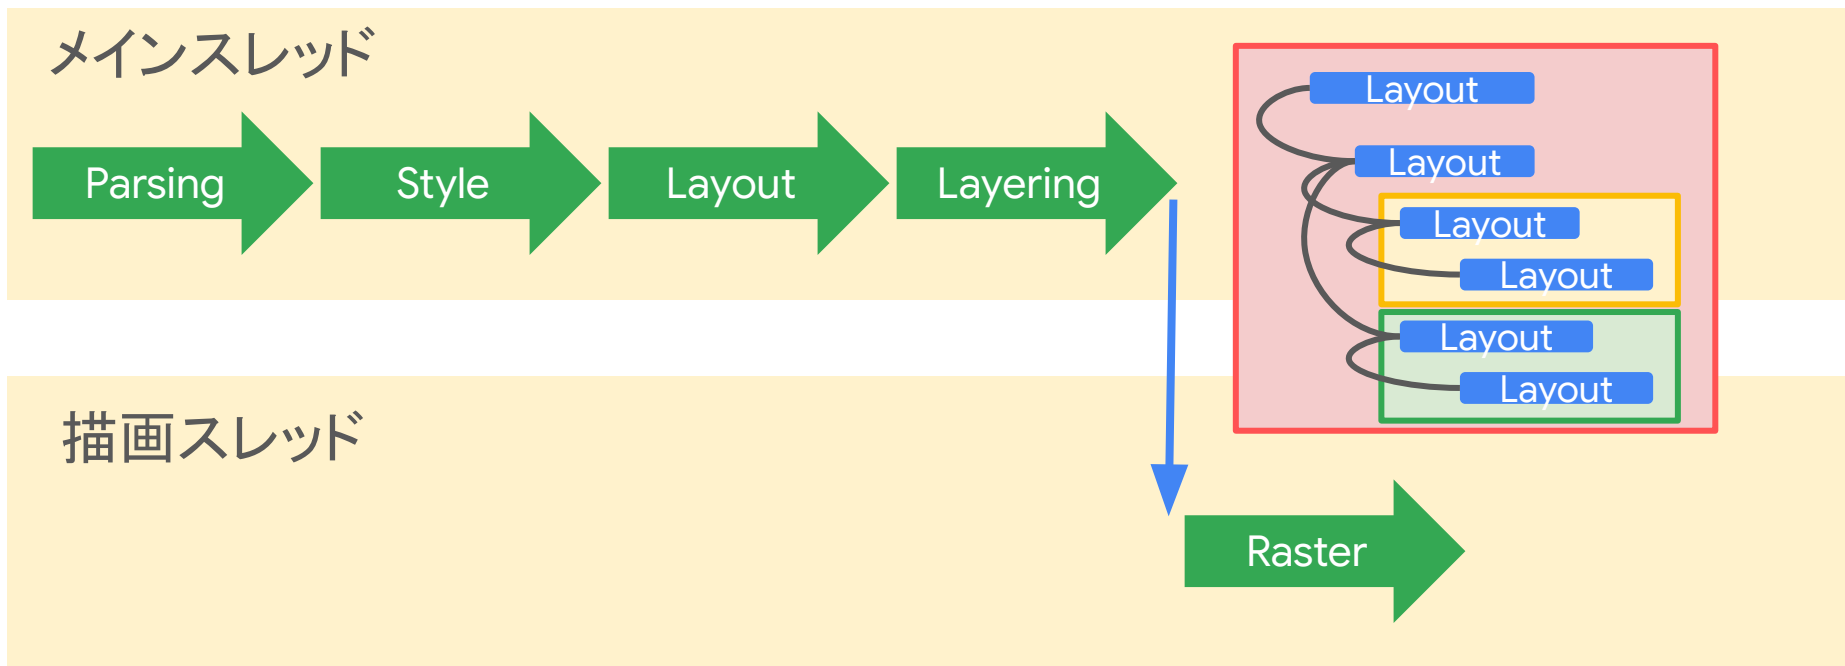 メインスレッド
Parsing
Style
Layout
Layering
Layout
Layout
Layout
Layout
Layout
Layout
描画スレッド
Raster